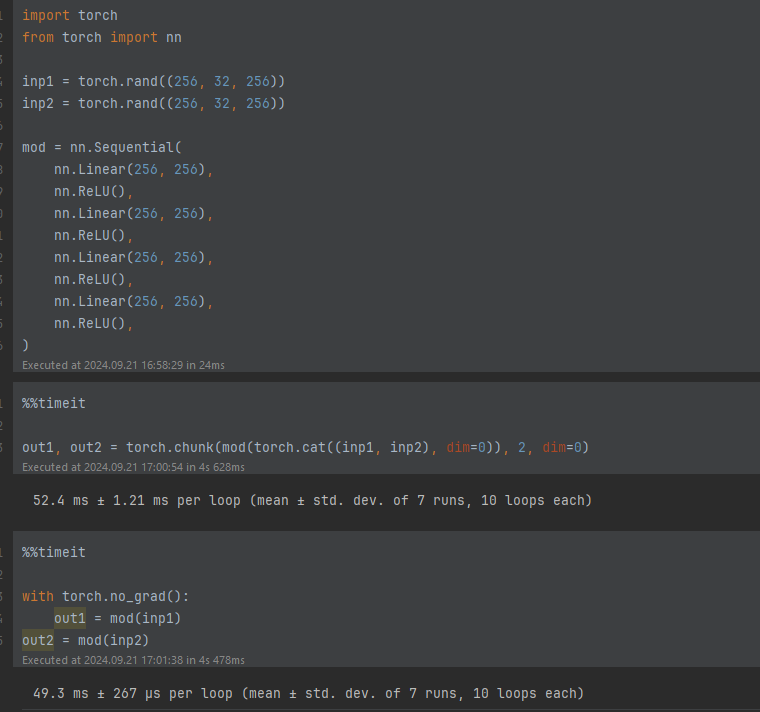 import torch
from torch import nn
inp1 = torch.rand((256, 32, 256))
inp2 = torch.rand((256, 32, 256))
mod = nn.Sequential(
    nn.Linear(256, 256),
    nn.ReLU(),
    nn.Linear(256, 256),
    nn.ReLU(),
    nn.Linear(256, 256),
    nn.ReLU(),
    nn.Linear(256, 256),
    nn.ReLU(),
)
Executed at 2024.09.21 16:58:29 in 24ms
%%timeit
out1, out2 = torch.chunk(mod(torch.cat((inp1, inp2), dim=0)), 2, dim=0)
Executed at 2024.09.21 17:00:54 in 4s 628ms
52.4 ms ± 1.21 ms per loop (mean ± std. dev. of 7 runs, 10 loops each)
%%timeit
with torch.no_grad():
    out1 = mod(inp1)
out2 = mod(inp2)
Executed at 2024.09.21 17:01:38 in 4s 478ms
49.3 ms ± 267 µs per loop (mean ± std. dev. of 7 runs, 10 loops each)